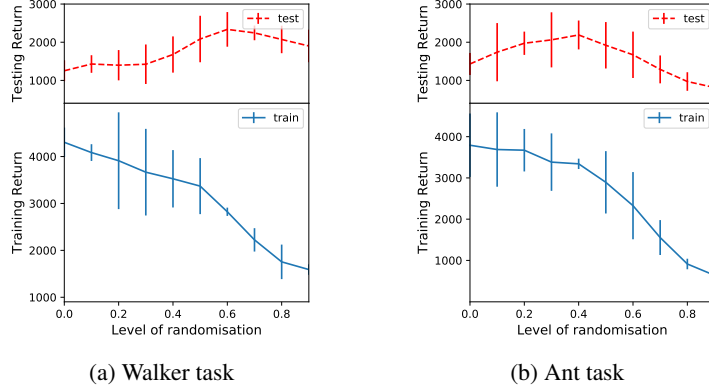 3000
2000
1000
Testing Return
test
4000
3000
2000
1000
Training Return
train
0.0 0.2 0.4 0.6 0.8
Level of randomisation
(a) Walker task
3000
2000
1000
Testing Return
test
4000
3000
2000
1000
0
Training Return
train
0.0 0.2 0.4 0.6 0.8
Level of randomisation
(b) Ant task